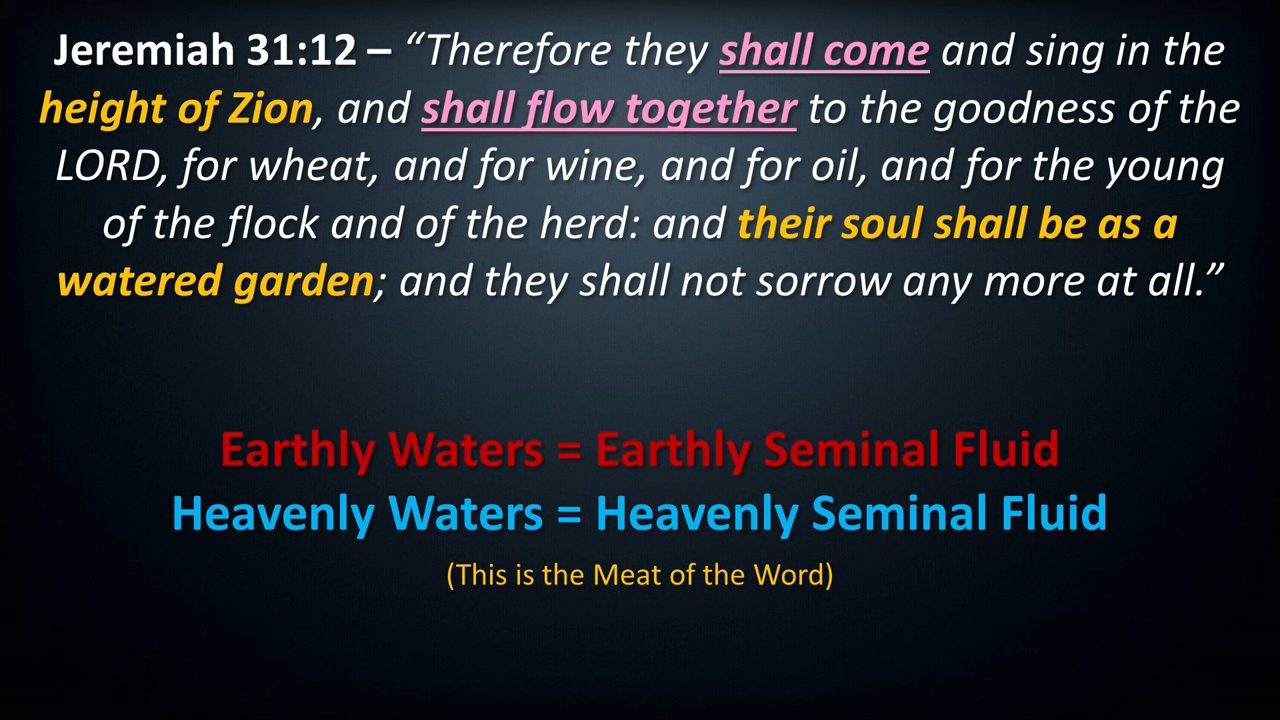 Jeremiah 31:12 – “Therefore they shall come and sing in the
height of Zion, and shall flow together to the goodness of the
LORD, for wheat, and for wine, and for oil, and for the young
of the flock and of the herd: and their soul shall be as a
watered garden; and they shall not sorrow any more at all.”
Earthly Waters = Earthly Seminal Fluid
Heavenly Waters = Heavenly Seminal Fluid
(This is the Meat of the Word)